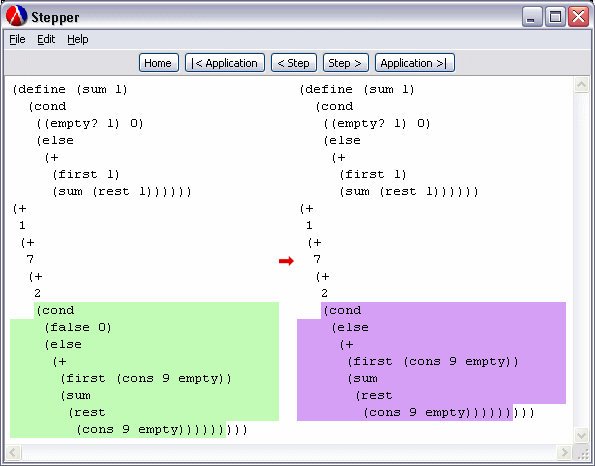 Stepper
File Edit Help
Home |< Application < Step Step > Application >|
(define (sum l)
(cond
((empty? l) 0)
(else
(+
(first l)
(sum (rest l))))))
(+
1
(+
7
(+
2
(cond
(false 0)
(else
(+
(first (cons 9 empty))
(sum
(rest
(cons 9 empty)))))))))
(define (sum l)
(cond
((empty? l) 0)
(else
(+
(first l)
(sum (rest l))))))
(+
1
(+
7
(+
2
(cond
(else
(+
(first (cons 9 empty))
(sum
(rest
(cons 9 empty)))))))))